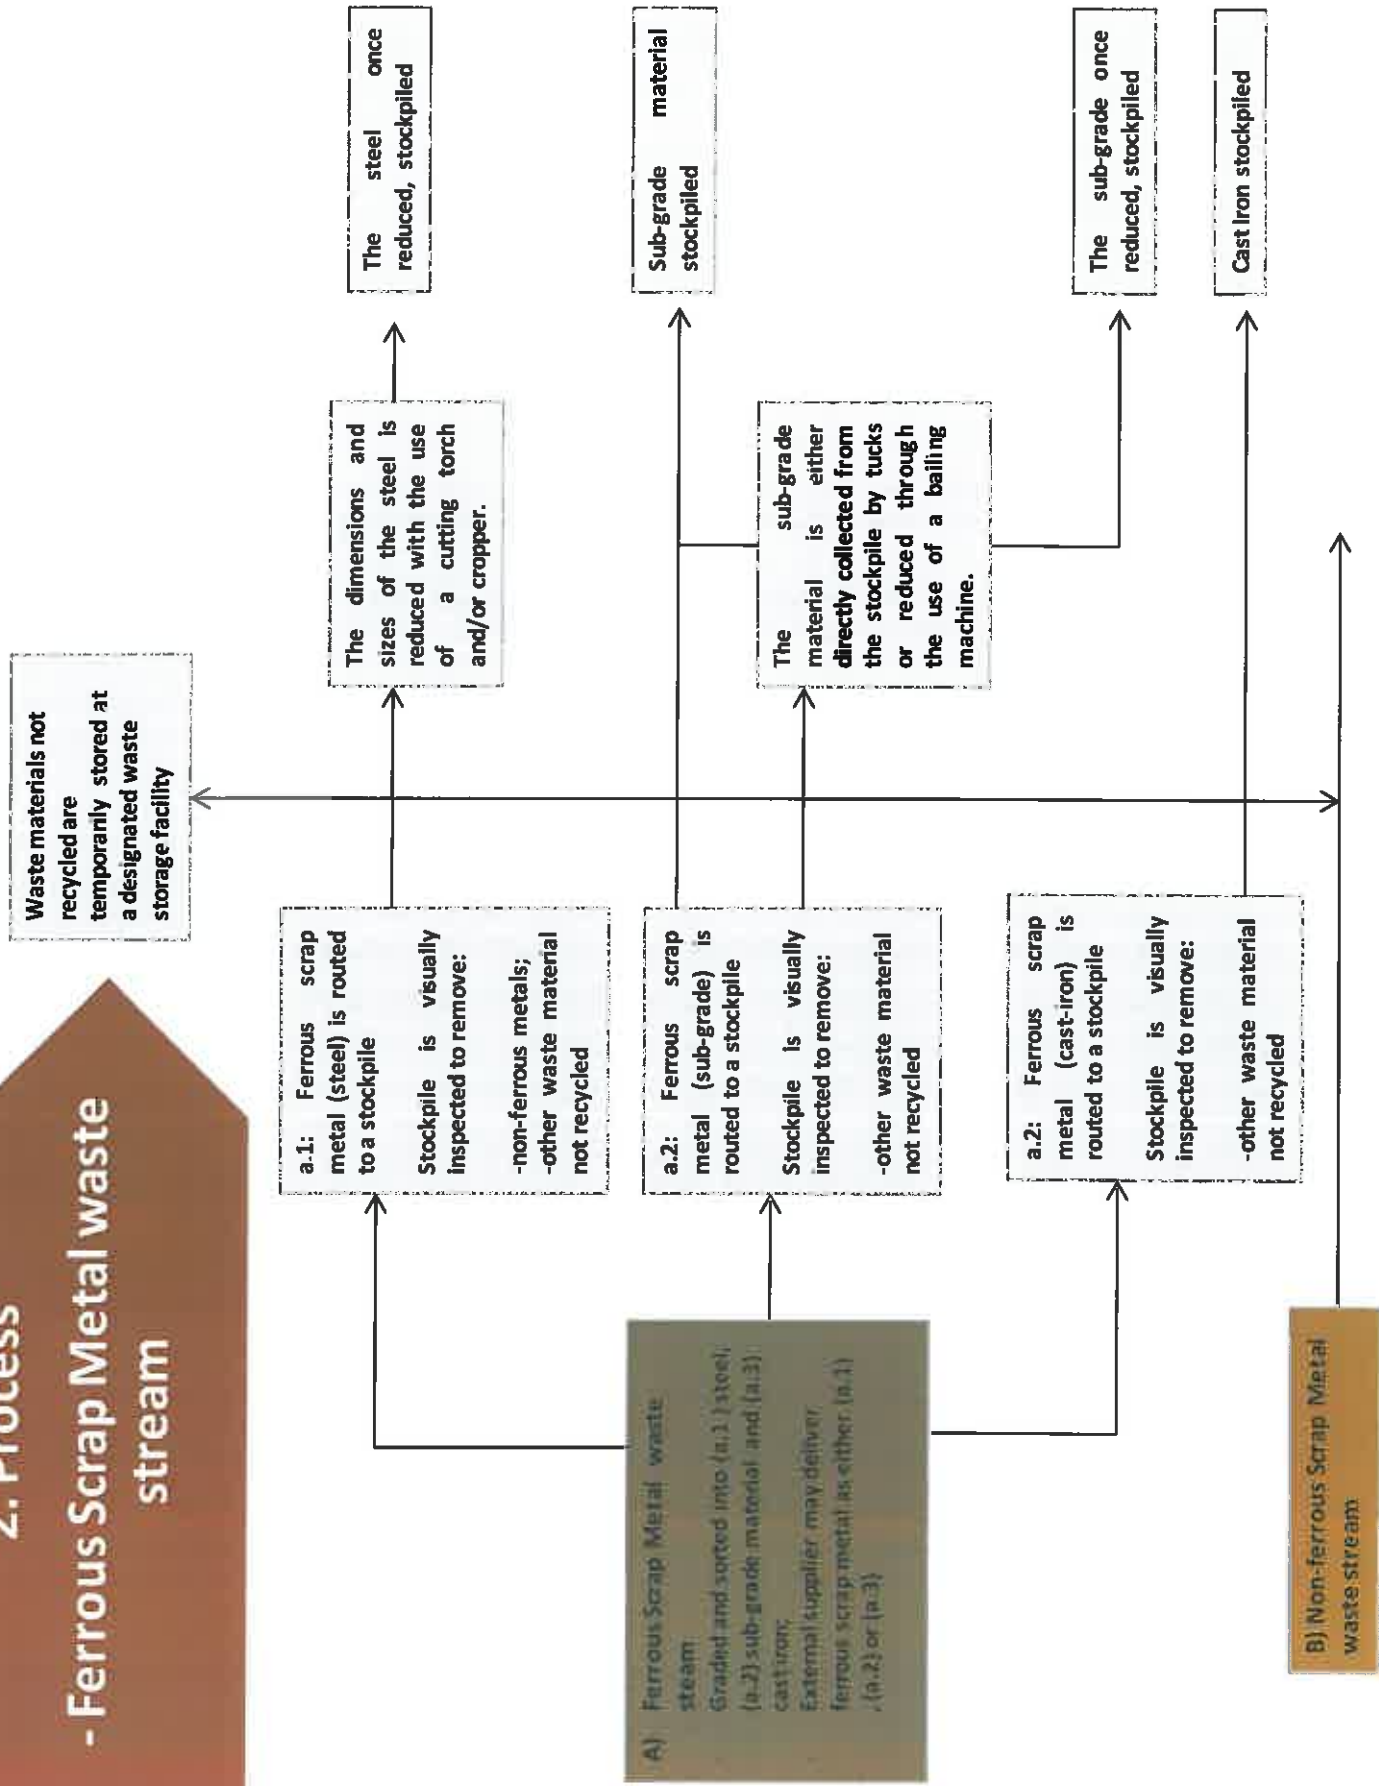 2. Process
- Ferrous Scrap Metal waste
stream
Waste materials not
recycled are
temporarily stored at
a designated waste
storage facility
A) Ferrous Scrap Metal waste
steam
Graded and sorted into (a.1) steel;
(a.2) sub-grade material and (a.3)
cast iron;
External supplier may deliver
ferrous scrap metal as either (a.1)
, (a.2) or (a.3)
a.1: Ferrous scrap
metal (steel) is routed
to a stockpile
Stockpile is visually
inspected to remove:
-non-ferrous metals;
-other waste material
not recycled
The dimensions and
sizes of the steel is
reduced with the use
of a cutting torch
and/or cropper.
The steel once
reduced, stockpiled
a.2: Ferrous scrap
metal (sub-grade) is
routed to a stockpile
Stockpile is visually
inspected to remove:
-other waste material
not recycled
Sub-grade material
stockpiled
The sub-grade
material is either
directly collected from
the stockpile by tucks
or reduced through
the use of a bailing
machine.
The sub-grade once
reduced, stockpiled
a.2: Ferrous scrap
metal (cast-iron) is
routed to a stockpile
Stockpile is visually
inspected to remove:
-other waste material
not recycled
Cast Iron stockpiled
B) Non-ferrous Scrap Metal
waste stream